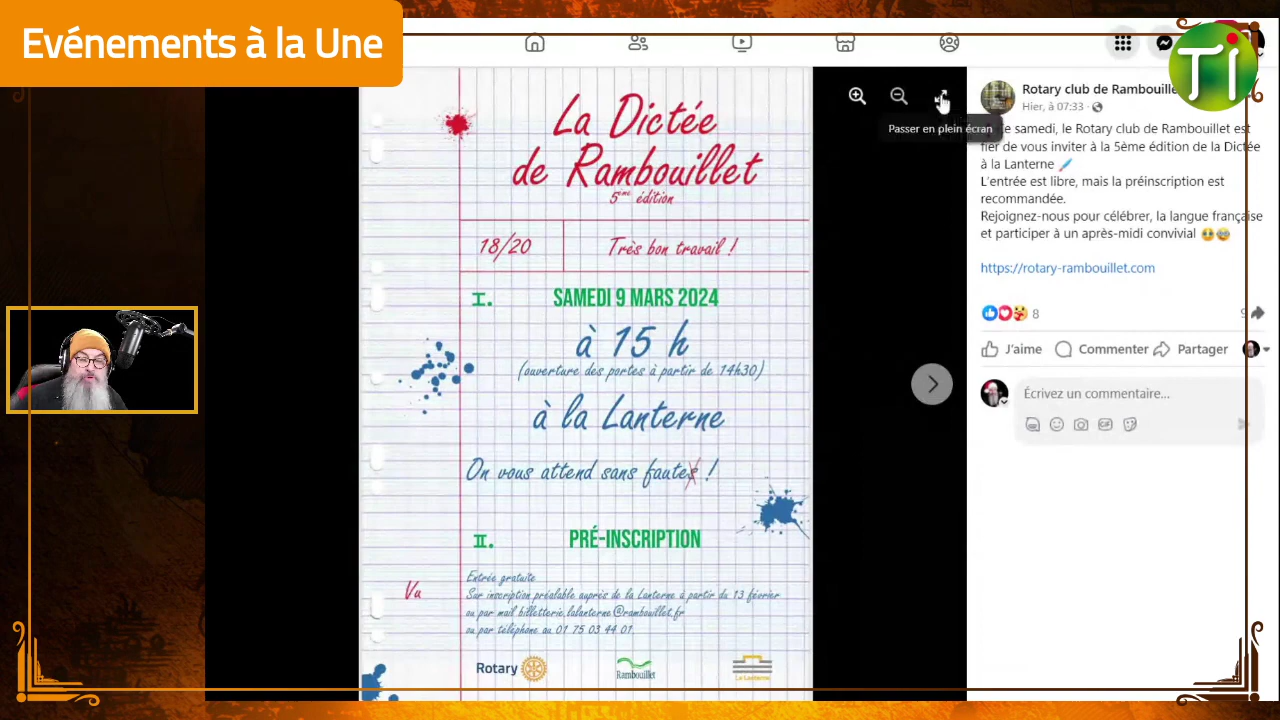 Evénements à la Une
Ti
La Dictée
de Rambouillet
5ème édition
18/20
Très bon travail !
I.
SAMEDI 9 MARS 2024
à 15 h
(ouverture des portes à partir de 14h30)
à la Lanterne
On vous attend sans fautes !
II.
PRÉ-INSCRIPTION
Vu
Entrée gratuite
Sur inscription préalable auprès de la Lanterne à partir du 13 février
ou par mail billetterie.lalanterne@rambouillet.fr
ou par téléphone au 01 75 03 44 01.
Rotary
Rambouillet
La Lanterne
Passer en plein écran
Rotary club de Rambouille
Hier, à 07:33 ·
e samedi, le Rotary club de Rambouillet est
fier de vous inviter à la 5ème édition de la Dictée
à la Lanterne
L'entrée est libre, mais la préinscription est
recommandée.
Rejoignez-nous pour célébrer, la langue française
et participer à un après-midi convivial
https://rotary-rambouillet.com
8
9
J'aime
Commenter
Partager
Écrivez un commentaire...
GIF